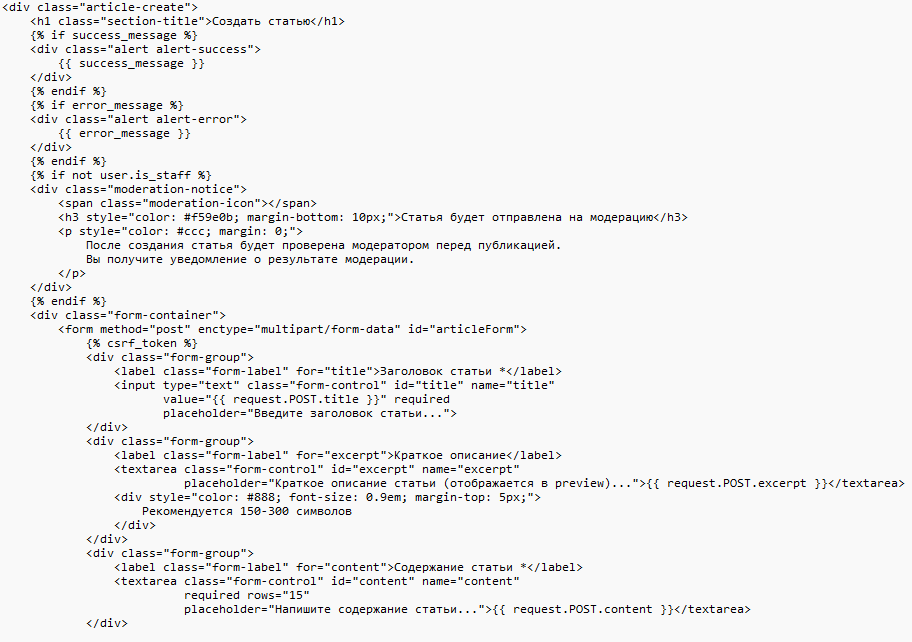 <div class="article-create">
    <h1 class="section-title">Создать статью</h1>
    {% if success_message %}
    <div class="alert alert-success">
        {{ success_message }}
    </div>
    {% endif %}
    {% if error_message %}
    <div class="alert alert-error">
        {{ error_message }}
    </div>
    {% endif %}
    {% if not user.is_staff %}
    <div class="moderation-notice">
        <span class="moderation-icon"></span>
        <h3 style="color: #f59e0b; margin-bottom: 10px;">Статья будет отправлена на модерацию</h3>
        <p style="color: #ccc; margin: 0;">
            После создания статья будет проверена модератором перед публикацией.
            Вы получите уведомление о результате модерации.
        </p>
    </div>
    {% endif %}
    <div class="form-container">
        <form method="post" enctype="multipart/form-data" id="articleForm">
            {% csrf_token %}
            <div class="form-group">
                <label class="form-label" for="title">Заголовок статьи *</label>
                <input type="text" class="form-control" id="title" name="title"
                       value="{{ request.POST.title }}" required
                       placeholder="Введите заголовок статьи...">
            </div>
            <div class="form-group">
                <label class="form-label" for="excerpt">Краткое описание</label>
                <textarea class="form-control" id="excerpt" name="excerpt"
                          placeholder="Краткое описание статьи (отображается в preview)...">{{ request.POST.excerpt }}</textarea>
                <div style="color: #888; font-size: 0.9em; margin-top: 5px;">
                    Рекомендуется 150-300 символов
                </div>
            </div>
            <div class="form-group">
                <label class="form-label" for="content">Содержание статьи *</label>
                <textarea class="form-control" id="content" name="content"
                          required rows="15"
                          placeholder="Напишите содержание статьи...">{{ request.POST.content }}</textarea>
            </div>